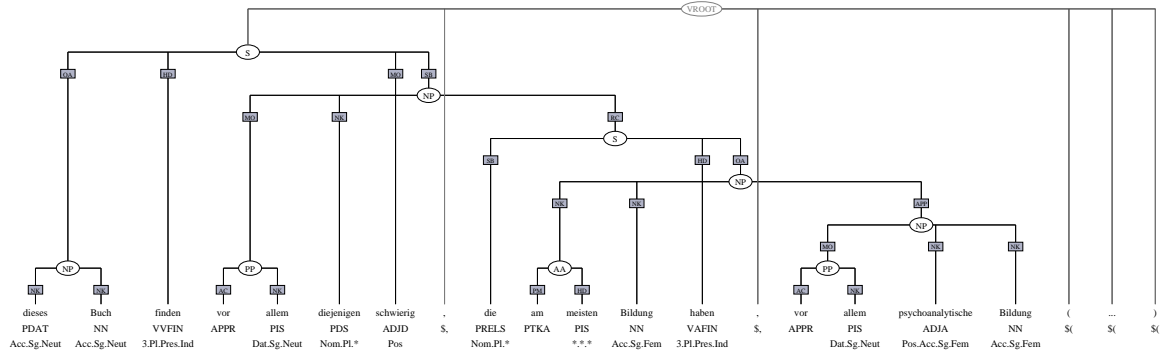 VROOT
S
OA HD MO SB
NP
MO NK RC
S
SB HD OA
NP
NK NK APP
NP
MO NK NK
NP PP AA PP
NK NK AC NK PM HD AC NK
dieses Buch finden vor allem diejenigen schwierig , die am meisten Bildung haben , vor allem psychoanalytische Bildung ( ... )
PDAT NN VVFIN APPR PIS PDS ADJD $, PRELS PTKA PIS NN VAFIN $, APPR PIS ADJA NN $( $( $(
Acc.Sg.Neut Acc.Sg.Neut 3.Pl.Pres.Ind Dat.Sg.Neut Nom.Pl.* Pos Nom.Pl.* *.*.* Acc.Sg.Fem 3.Pl.Pres.Ind Dat.Sg.Neut Pos.Acc.Sg.Fem Acc.Sg.Fem